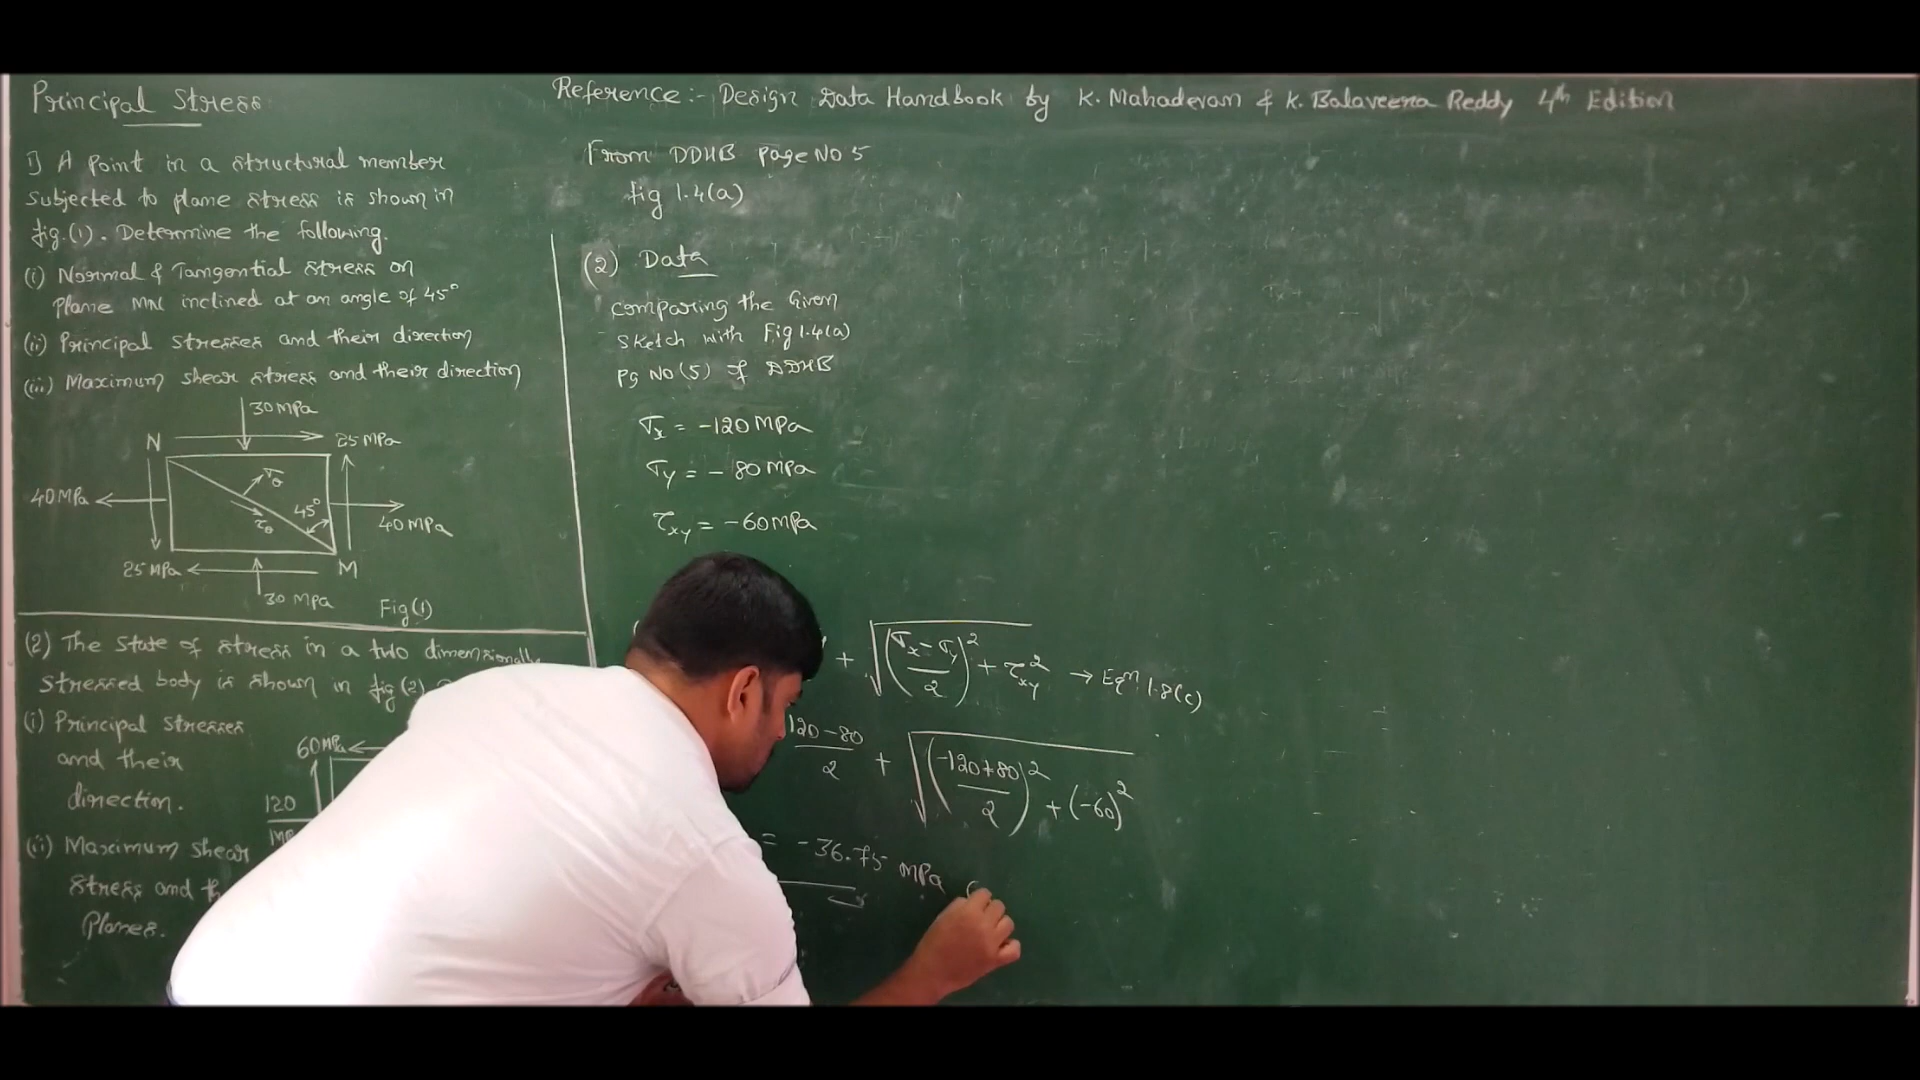 Principal Stress
Reference:- Design Data Handbook by K. Mahadevan & K. Balaveera Reddy 4th Edition
1) A Point in a structural member
subjected to plane stress is shown in
fig.(1). Determine the following.
(i) Normal & Tangential stress on
Plane MN inclined at an angle of 45°
(ii) Principal stresses and their direction
(iii) Maximum shear stress and their direction
30 MPa
N
25 MPa
σθ
40 MPa
45°
τθ
40 MPa
25 MPa
M
30 MPa
Fig(1)
(2) The State of stress in a two dimensionally
stressed body is shown in fig(2)
(i) Principal stresses
and their
direction.
60MPa
120
(ii) Maximum shear
stress and
Planes.
From DDHB page NO 5
fig 1.4(a)
(2) Data
comparing the Given
sketch with Fig 1.4(a)
Pg NO (5) of DDHB
σx = -120 MPa
σy = - 80 MPa
τxy = -60 MPa
+ √((σx - σy)/2)² + τxy² → Eqn 1.8(c)
120 - 80 / 2 + √((-120+80)/2)² + (-60)²
= -36.75 MPa (